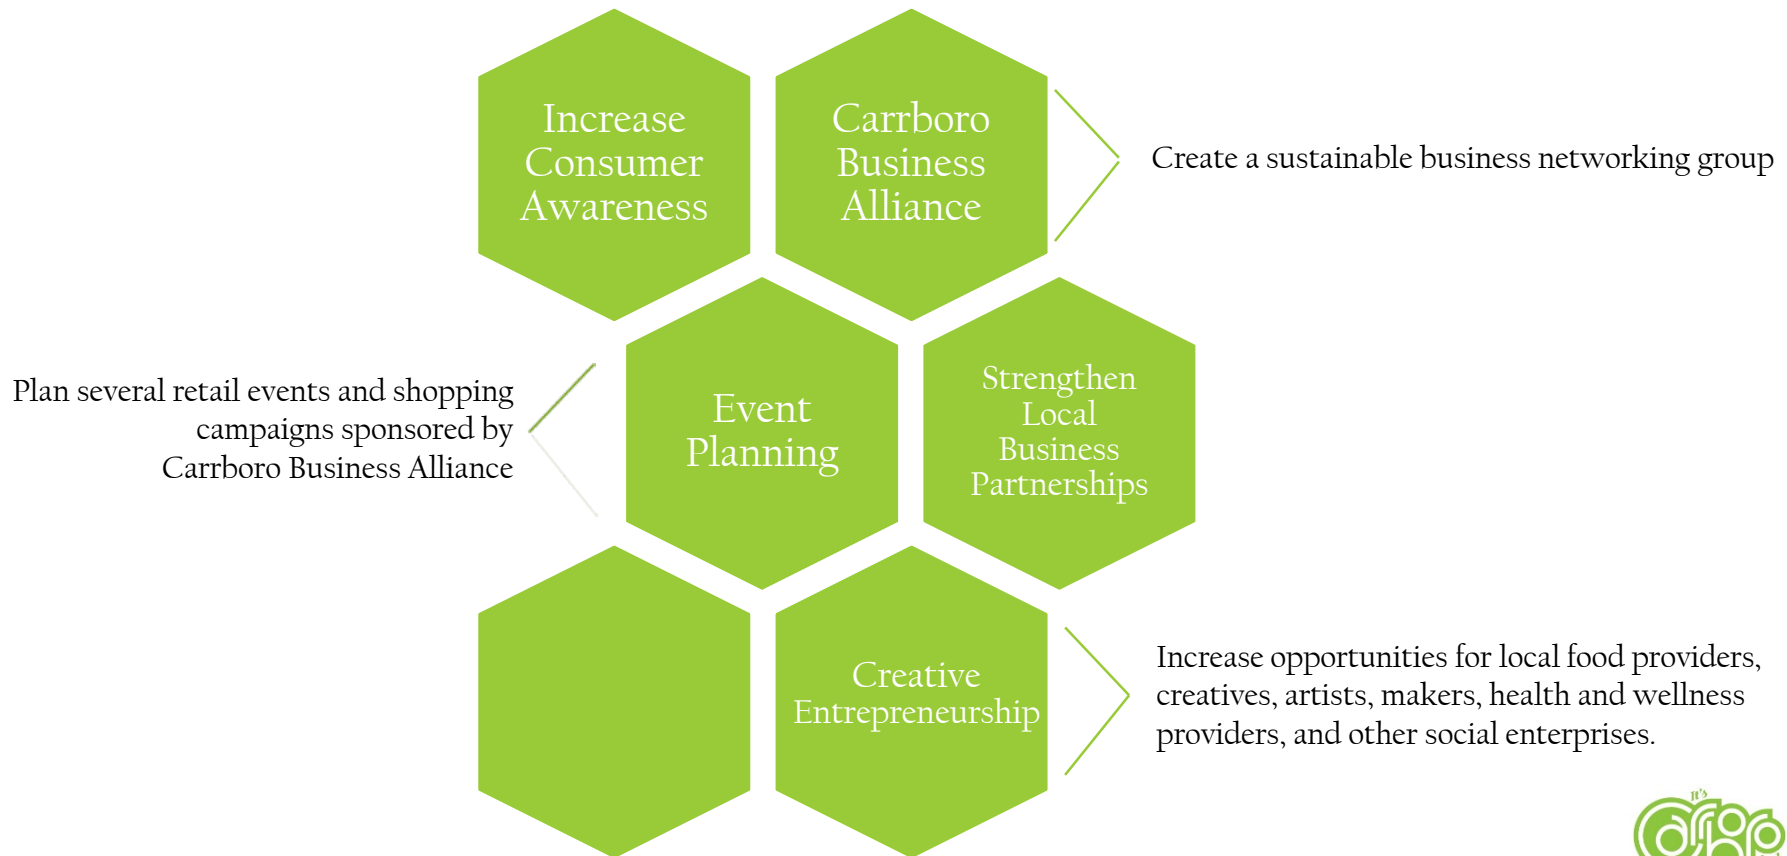 Increase
Consumer
Awareness
Carrboro
Business
Alliance
Create a sustainable business networking group
Plan several retail events and shopping
campaigns sponsored by
Carrboro Business Alliance
Event
Planning
Strengthen
Local
Business
Partnerships
Creative
Entrepreneurship
Increase opportunities for local food providers,
creatives, artists, makers, health and wellness
providers, and other social enterprises.
It's
Carrboro